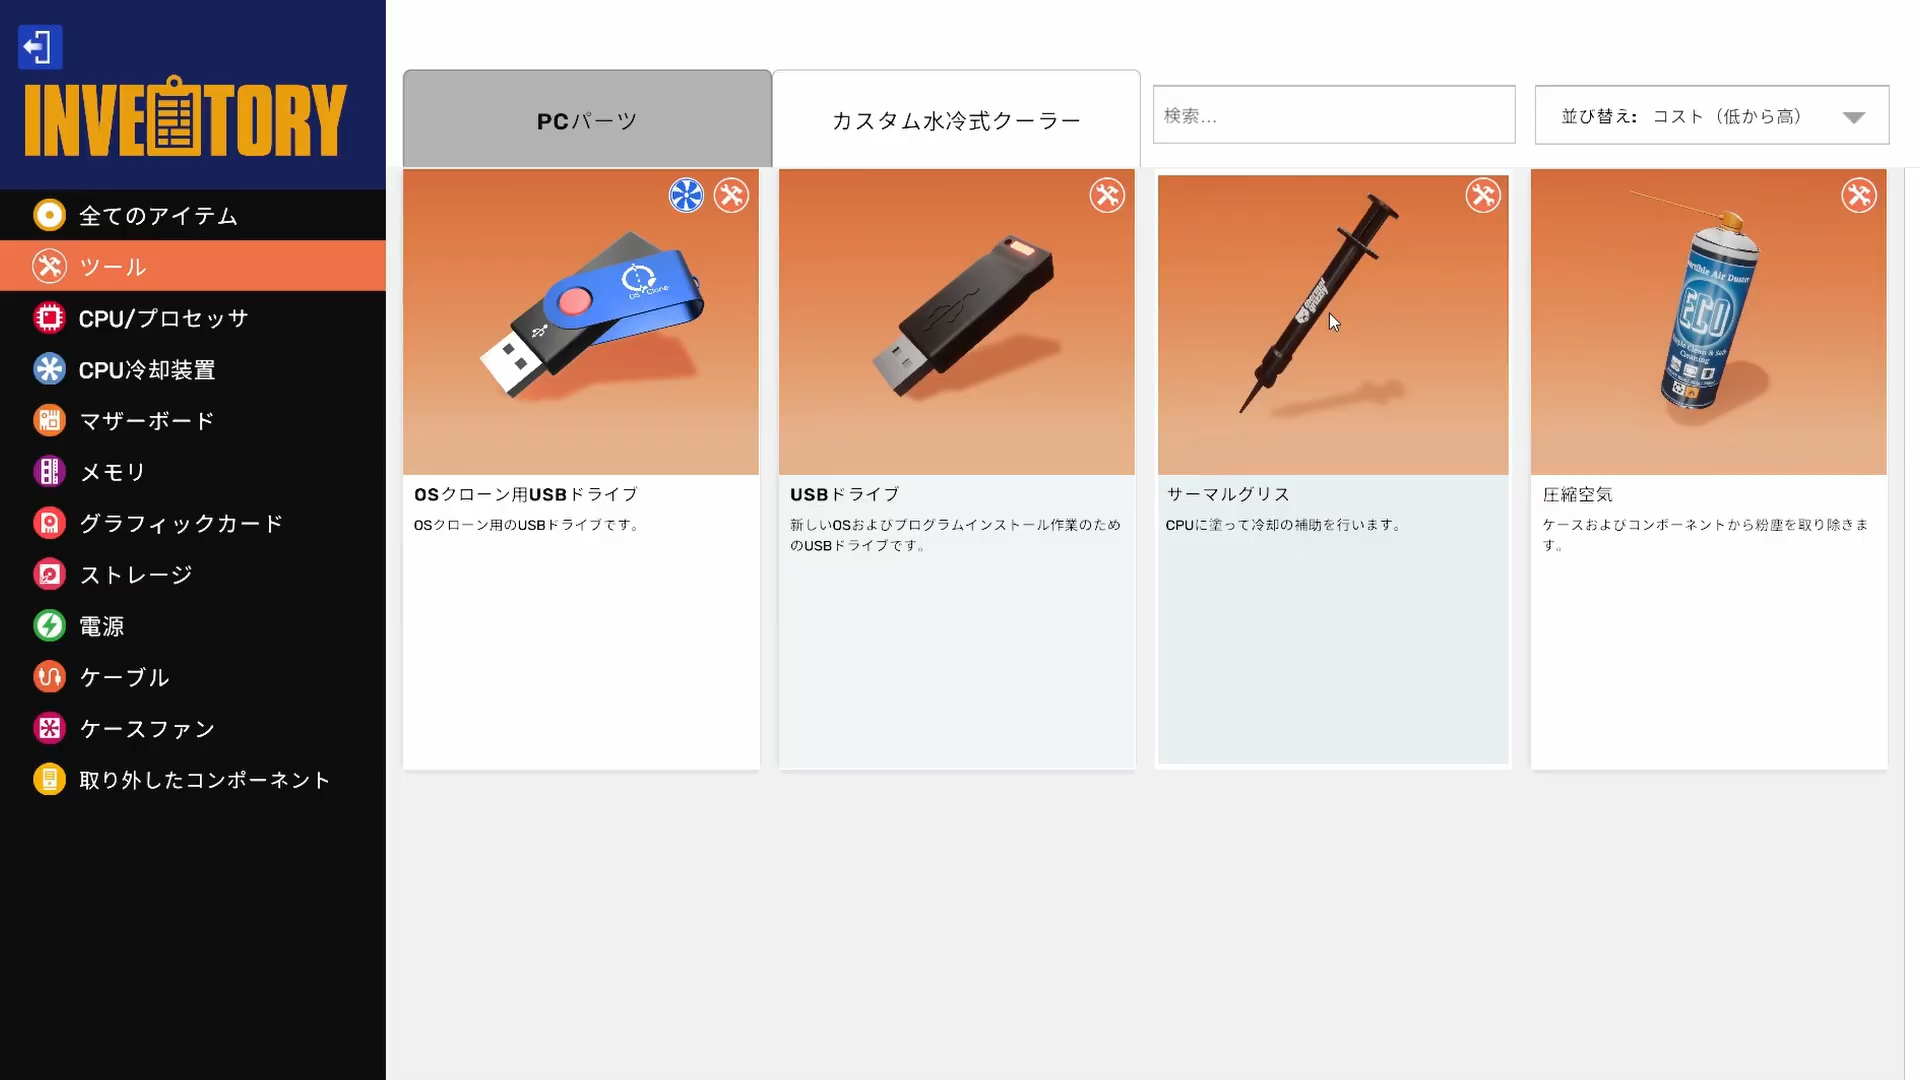 INVENTORY
全てのアイテム
ツール
CPU/プロセッサ
CPU冷却装置
マザーボード
メモリ
グラフィックカード
ストレージ
電源
ケーブル
ケースファン
取り外したコンポーネント
PCパーツ
カスタム水冷式クーラー
検索...
並び替え: コスト（低から高）
OS Clone
OSクローン用USBドライブ
OSクローン用のUSBドライブです。
USBドライブ
新しいOSおよびプログラムインストール作業のため
のUSBドライブです。
thermal
grizzly
サーマルグリス
CPUに塗って冷却の補助を行います。
Air Duster
ECO
Clean & Safe
Cleaning
圧縮空気
ケースおよびコンポーネントから粉塵を取り除きま
す。